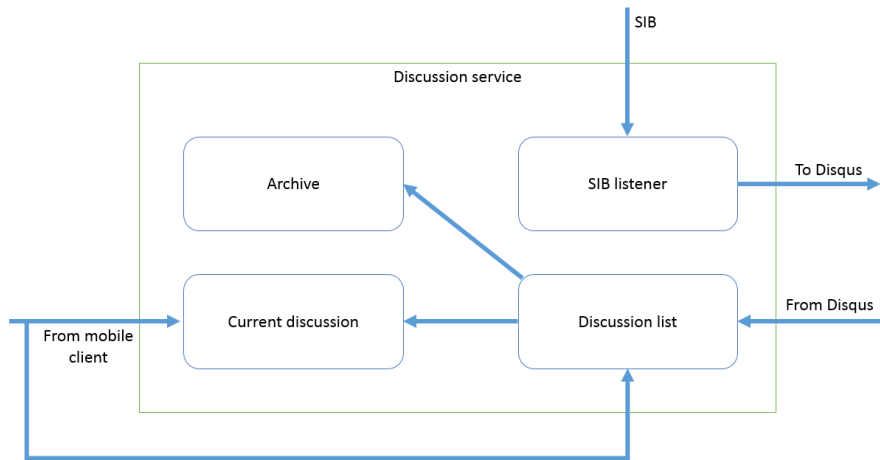 SIB
Discussion service
Archive
SIB listener
To Disqus
Current discussion
Discussion list
From Disqus
From mobile
client